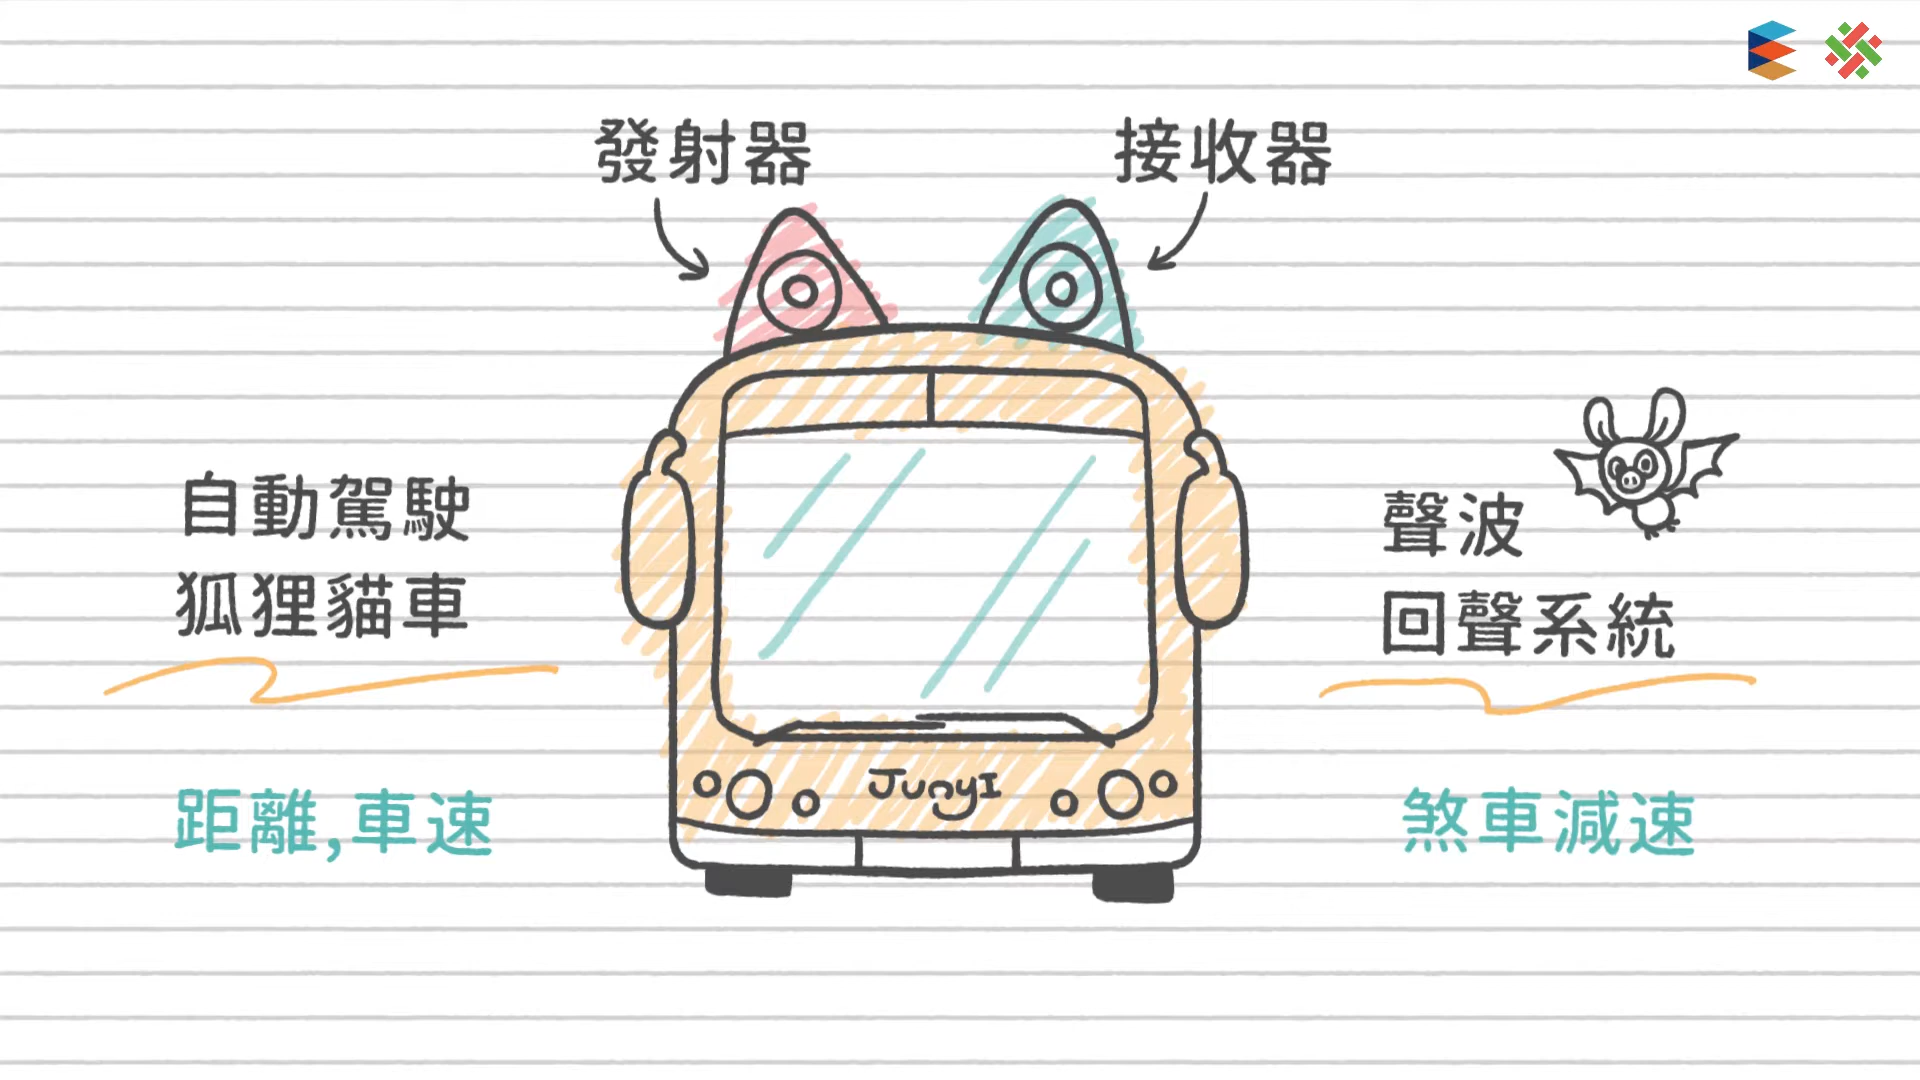 發射器
接收器
自動駕駛
狐狸貓車
聲波
回聲系統
JunyI
距離,車速
煞車減速